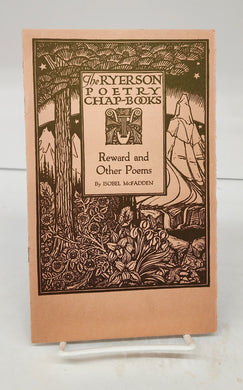 The RYERSON
POETRY
CHAP-BOOKS
Reward and
Other Poems
By ISOBEL McFADDEN